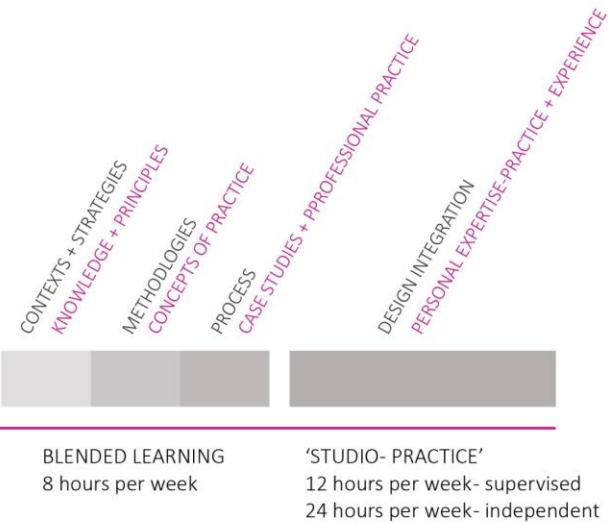 CONTEXTS + STRATEGIES
KNOWLEDGE + PRINCIPLES
METHODLOGIES
CONCEPTS OF PRACTICE
PROCESS
CASE STUDIES + PPROFESSIONAL PRACTICE
DESIGN INTEGRATION
PERSONAL EXPERTISE-PRACTICE + EXPERIENCE
BLENDED LEARNING
8 hours per week
'STUDIO- PRACTICE'
12 hours per week- supervised
24 hours per week- independent